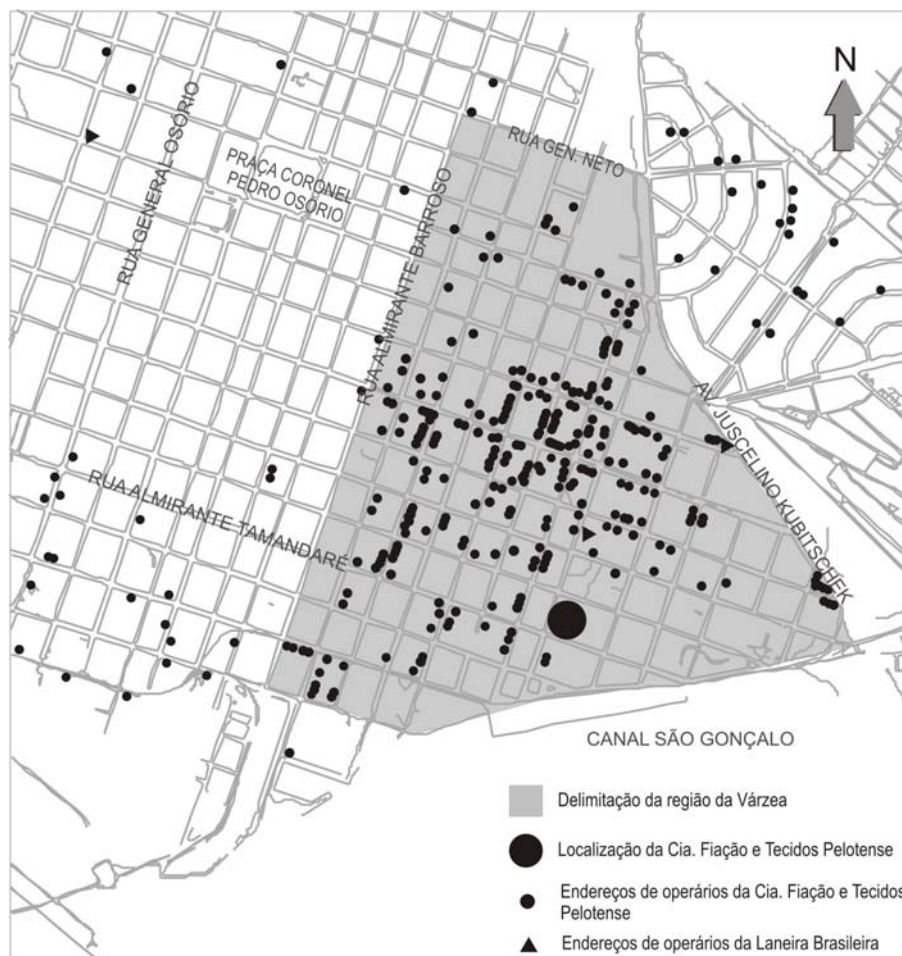 N
RUA GEN. NETO
RUA GENERAL OSÓRIO
PRAÇA CORONEL
PEDRO OSÓRIO
RUA ALMIRANTE BARROSO
AV. JUSCELINO KUBITSCHEK
RUA ALMIRANTE TAMANDARÉ
CANAL SÃO GONÇALO
Delimitação da região da Várzea
Localização da Cia. Fiação e Tecidos Pelotense
Endereços de operários da Cia. Fiação e Tecidos
Pelotense
Endereços de operários da Laneira Brasileira